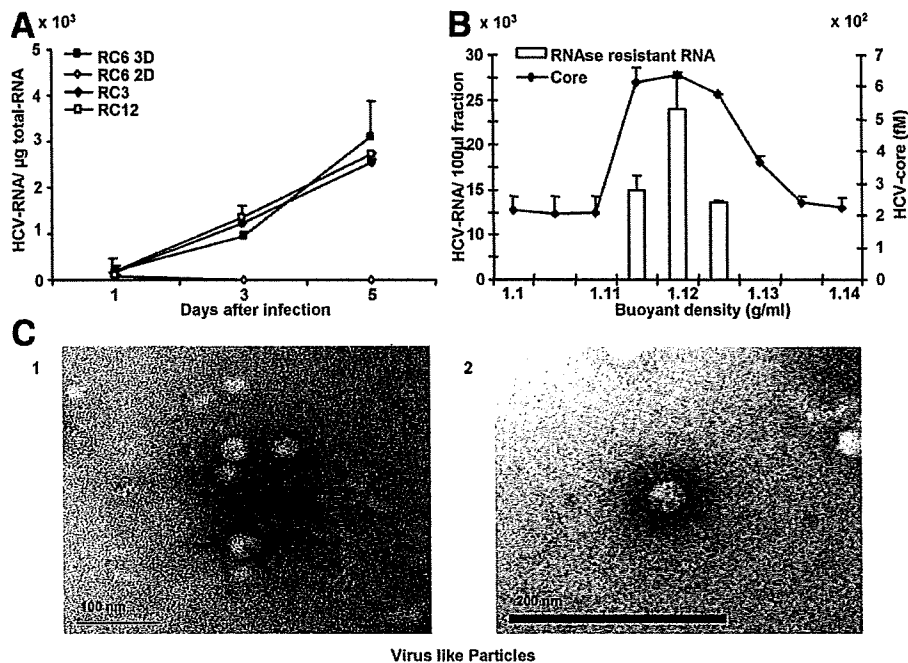 A
x 10³
HCV-RNA/ µg total-RNA
5
4
3
2
1
0
RC6 3D
RC6 2D
RC3
RC12
1 3 5
Days after infection
B
x 10³
x 10²
HCV-RNA/ 100µl fraction
30
25
20
15
10
0
RNAse resistant RNA
Core
7
6
5
4
3
2
1
0
HCV-core (fM)
1.1 1.11 1.12 1.13 1.14
Buoyant density (g/ml)
C
1
100 nm
2
200 nm
Virus like Particles